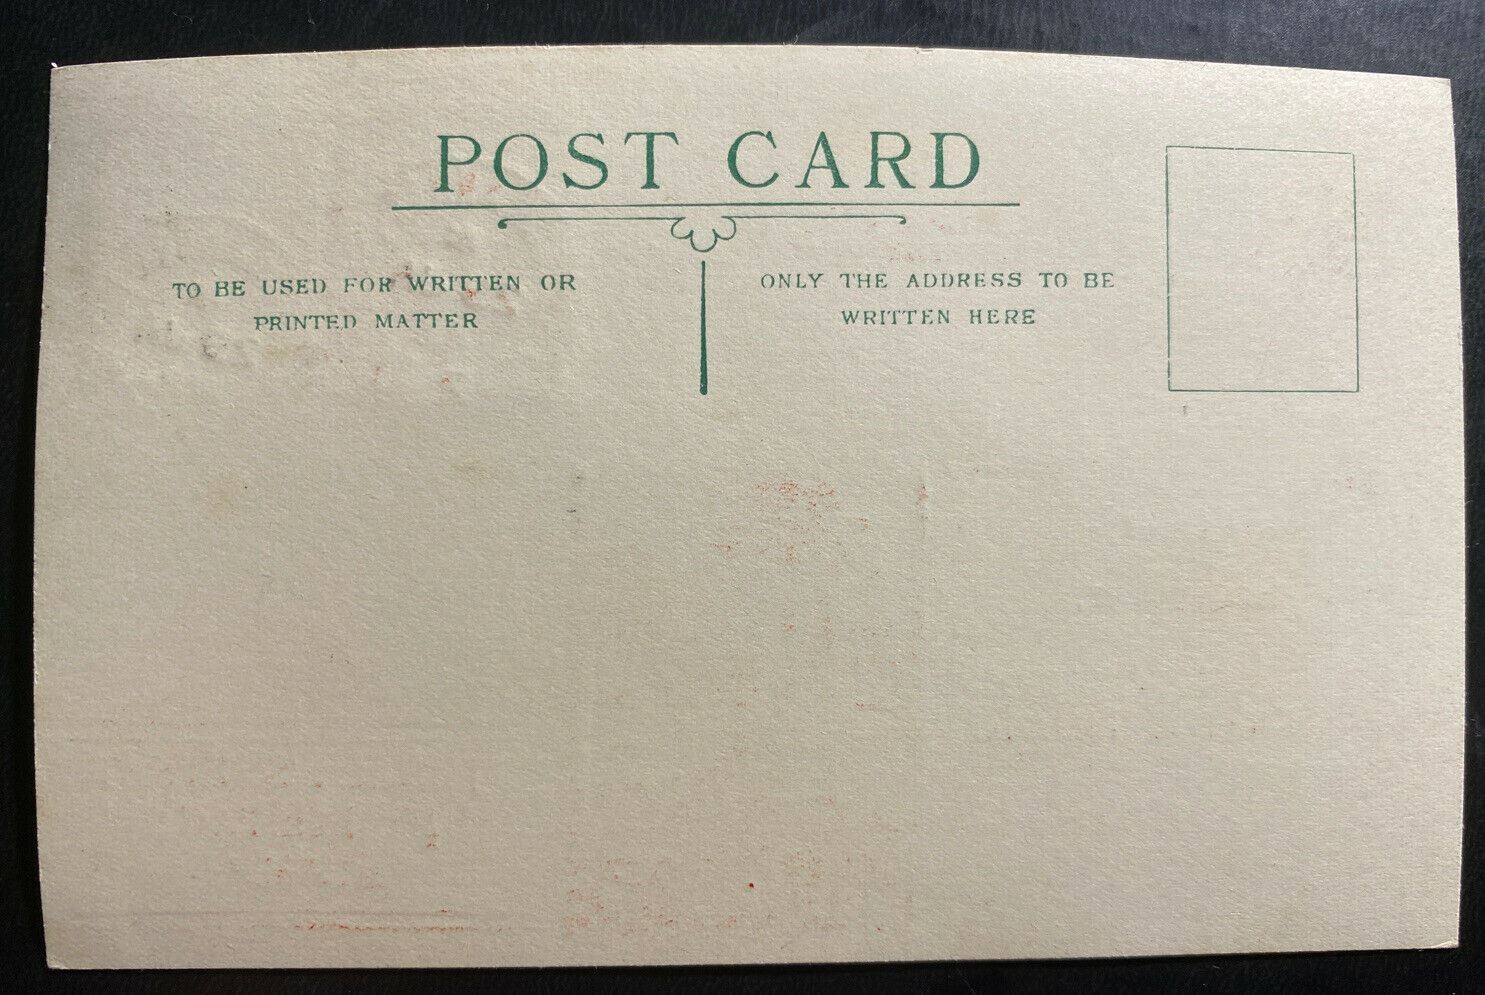 POST CARD
TO BE USED FOR WRITTEN OR
PRINTED MATTER
ONLY THE ADDRESS TO BE
WRITTEN HERE